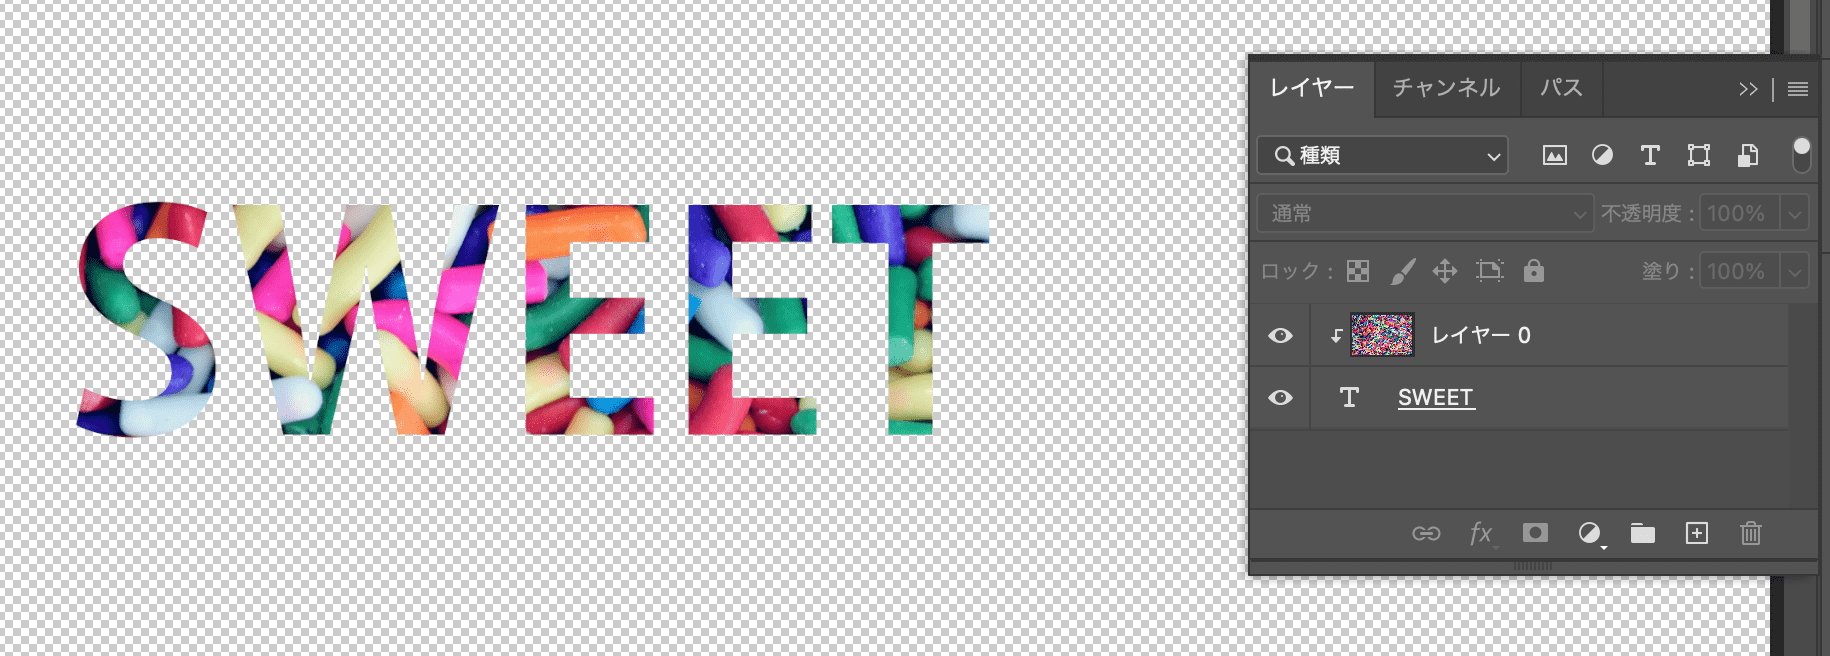 SWEET
レイヤー チャンネル パス
種類
通常 不透明度 : 100%
ロック : 塗り : 100%
レイヤー 0
T SWEET
fx